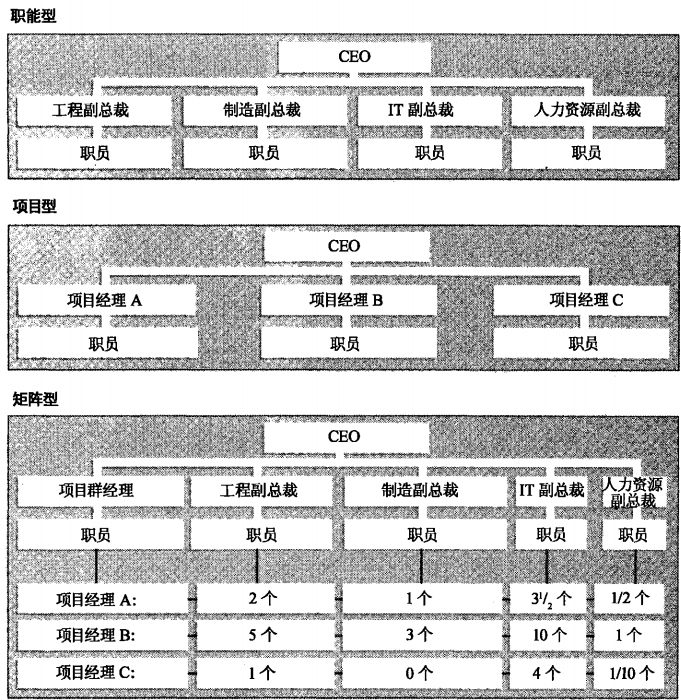 职能型
CEO
工程副总裁 制造副总裁 IT 副总裁 人力资源副总裁
职员 职员 职员 职员
项目型
CEO
项目经理 A 项目经理 B 项目经理 C
职员 职员 职员
矩阵型
CEO
项目群经理 工程副总裁 制造副总裁 IT 副总裁 人力资源
副总裁
职员 职员 职员 职员 职员
项目经理 A: 2 个 1 个 3 1/2 个 1/2 个
项目经理 B: 5 个 3 个 10 个 1 个
项目经理 C: 1 个 0 个 4 个 1/10 个